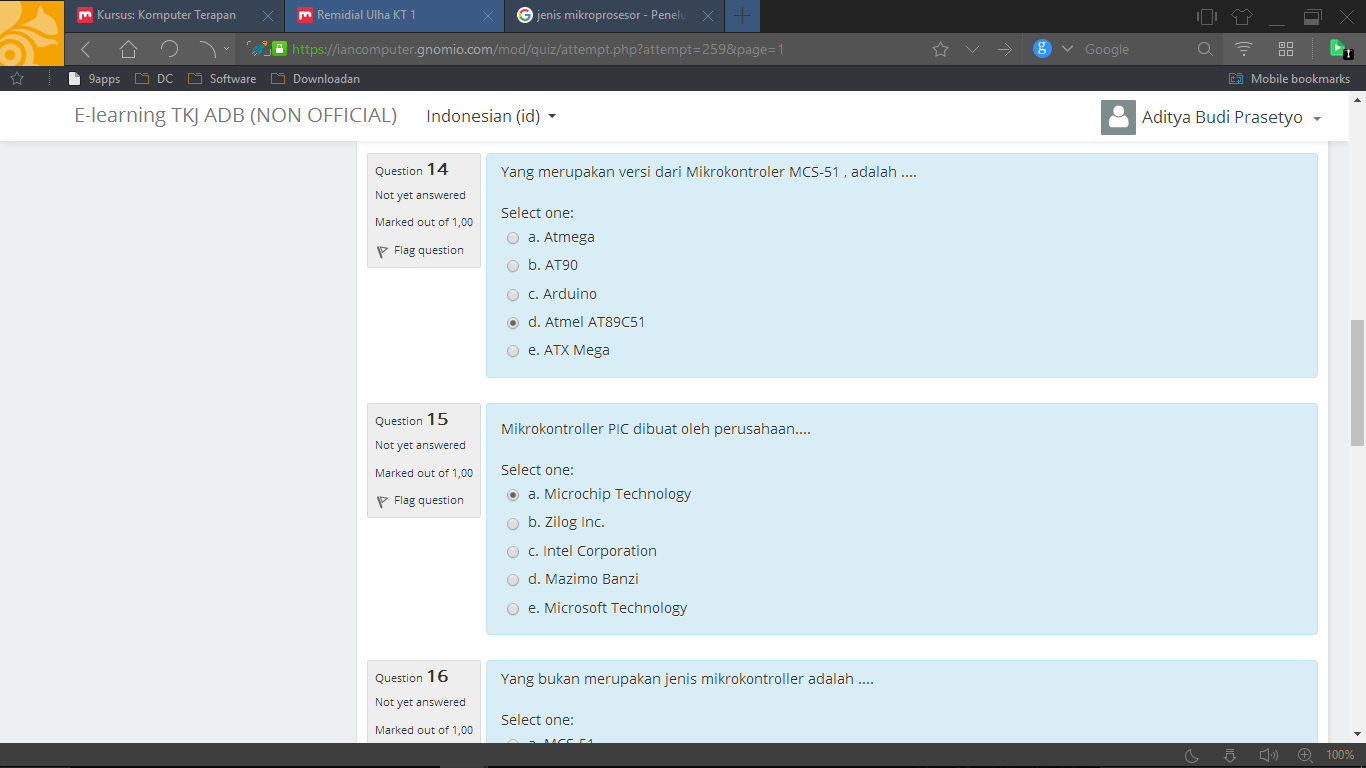 Kursus: Komputer Terapan
Remidial Ulha KT 1
jenis mikroprosesor - Penelu
https://iancomputer.gnomio.com/mod/quiz/attempt.php?attempt=259&page=1
Google
9apps
DC
Software
Downloadan
Mobile bookmarks
E-learning TKJ ADB (NON OFFICIAL)
Indonesian (id)
Aditya Budi Prasetyo
Question 14
Not yet answered
Marked out of 1,00
Flag question
Yang merupakan versi dari Mikrokontroler MCS-51 , adalah ....
Select one:
a. Atmega
b. AT90
c. Arduino
d. Atmel AT89C51
e. ATX Mega
Question 15
Not yet answered
Marked out of 1,00
Flag question
Mikrokontroller PIC dibuat oleh perusahaan....
Select one:
a. Microchip Technology
b. Zilog Inc.
c. Intel Corporation
d. Mazimo Banzi
e. Microsoft Technology
Question 16
Not yet answered
Marked out of 1,00
Yang bukan merupakan jenis mikrokontroller adalah ....
Select one:
a. MCS-51
100%